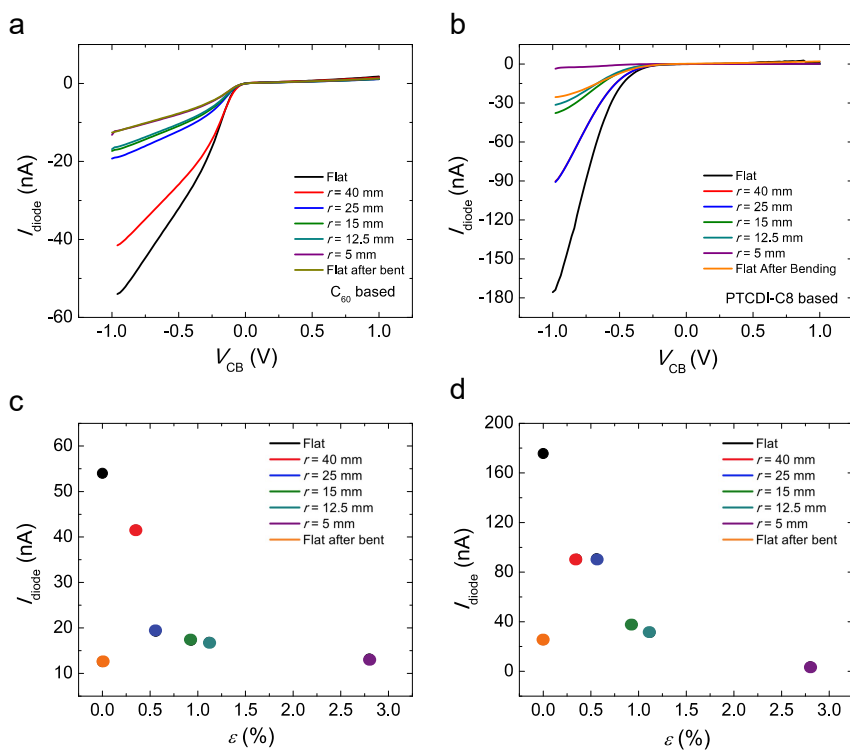 a
0
-20
-40
-60
I_diode (nA)
-1.0 -0.5 0.0 0.5 1.0
V_CB (V)
Flat
r = 40 mm
r = 25 mm
r = 15 mm
r = 12.5 mm
r = 5 mm
Flat after bent
C₆₀ based
b
0
-30
-60
-90
-120
-150
-180
I_diode (nA)
-1.0 -0.5 0.0 0.5 1.0
V_CB (V)
Flat
r = 40 mm
r = 25 mm
r = 15 mm
r = 12.5 mm
r = 5 mm
Flat After Bending
PTCDI-C8 based
c
60
50
40
30
20
10
I_diode (nA)
0.0 0.5 1.0 1.5 2.0 2.5 3.0
ε (%)
Flat
r = 40 mm
r = 25 mm
r = 15 mm
r = 12.5 mm
r = 5 mm
Flat after bent
d
200
160
120
80
40
0
I_diode (nA)
0.0 0.5 1.0 1.5 2.0 2.5 3.0
ε (%)
Flat
r = 40 mm
r = 25 mm
r = 15 mm
r = 12.5 mm
r = 5 mm
Flat after bent